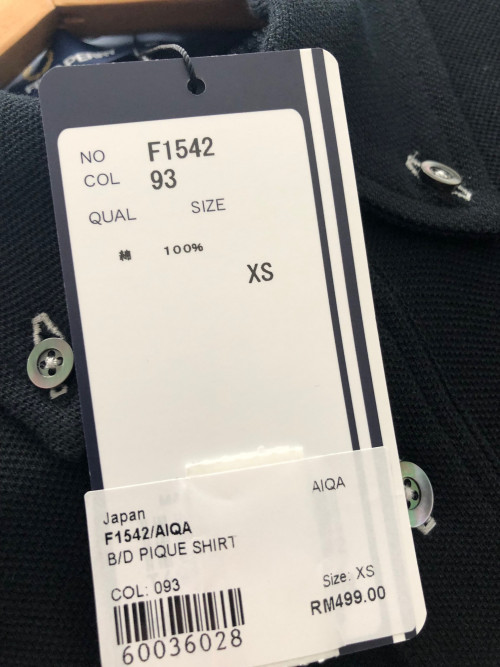 NO F1542
COL 93
QUAL SIZE
綿 100%
XS
AIQA
Japan
F1542/AIQA
B/D PIQUE SHIRT
COL: 093
Size: XS
RM499.00
60036028